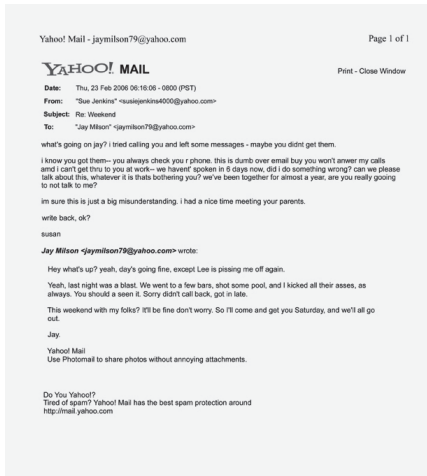 Yahoo! Mail - jaymilson79@yahoo.com Page 1 of 1
YAHOO! MAIL
Print - Close Window
Date: Thu, 23 Feb 2006 06:16:06 - 0800 (PST)
From: "Sue Jenkins" <susiejenkins4000@yahoo.com>
Subject: Re: Weekend
To: "Jay Milson" <jaymilson79@yahoo.com>
what's going on jay? i tried calling you and left some messages - maybe you didnt get them.
i know you got them-- you always check you r phone. this is dumb over email buy you won't anwer my calls
amd i can't get thru to you at work-- we havent' spoken in 6 days now, did i do something wrong? can we please
talk about this, whatever it is thats bothering you? we've been together for almost a year, are you really gooing
to not talk to me?
im sure this is just a big misunderstanding. i had a nice time meeting your parents.
write back, ok?
susan
Jay Milson <jaymilson79@yahoo.com> wrote:
Hey what's up? yeah, day's going fine, except Lee is pissing me off again.
Yeah, last night was a blast. We went to a few bars, shot some pool, and I kicked all their asses, as
always. You should a seen it. Sorry didn't call back, got in late.
This weekend with my folks? It'll be fine don't worry. So I'll come and get you Saturday, and we'll all go
out.
Jay.
Yahoo! Mail
Use Photomail to share photos without annoying attachments.
Do You Yahoo!?
Tired of spam? Yahoo! Mail has the best spam protection around
http://mail.yahoo.com